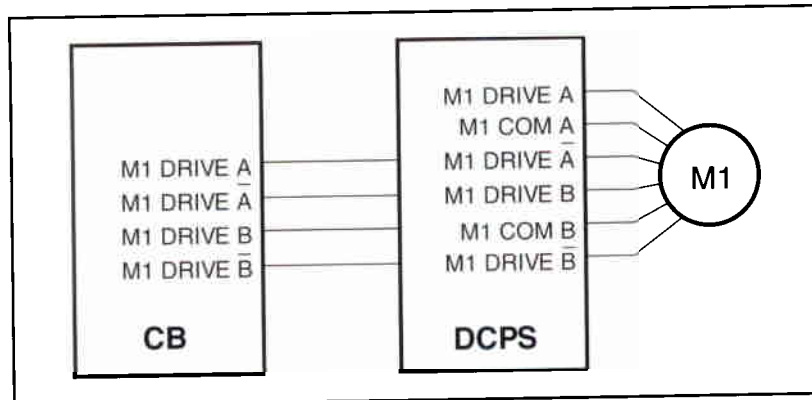 M1 DRIVE A
M1 DRIVE A̅
M1 DRIVE B
M1 DRIVE B̅
CB
M1 DRIVE A
M1 COM A
M1 DRIVE A̅
M1 DRIVE B
M1 COM B
M1 DRIVE B̅
DCPS
M1